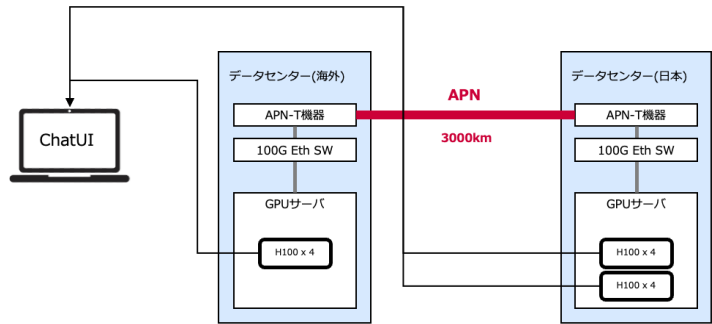 ChatUI
データセンター(海外)
APN-T機器
100G Eth SW
GPUサーバ
H100 x 4
APN
3000km
データセンター(日本)
APN-T機器
100G Eth SW
GPUサーバ
H100 x 4
H100 x 4